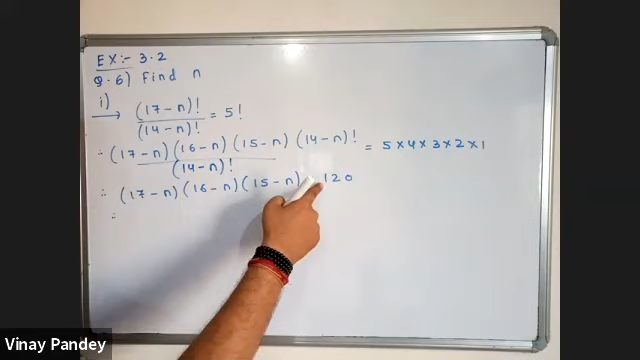 EX:- 3.2
Q.6) Find n
i)
→ (17-n)! / (14-n)! = 5!
∴ (17-n)(16-n)(15-n)(14-n)! / (14-n)! = 5×4×3×2×1
∴ (17-n)(16-n)(15-n) 120
∴
Vinay Pandey